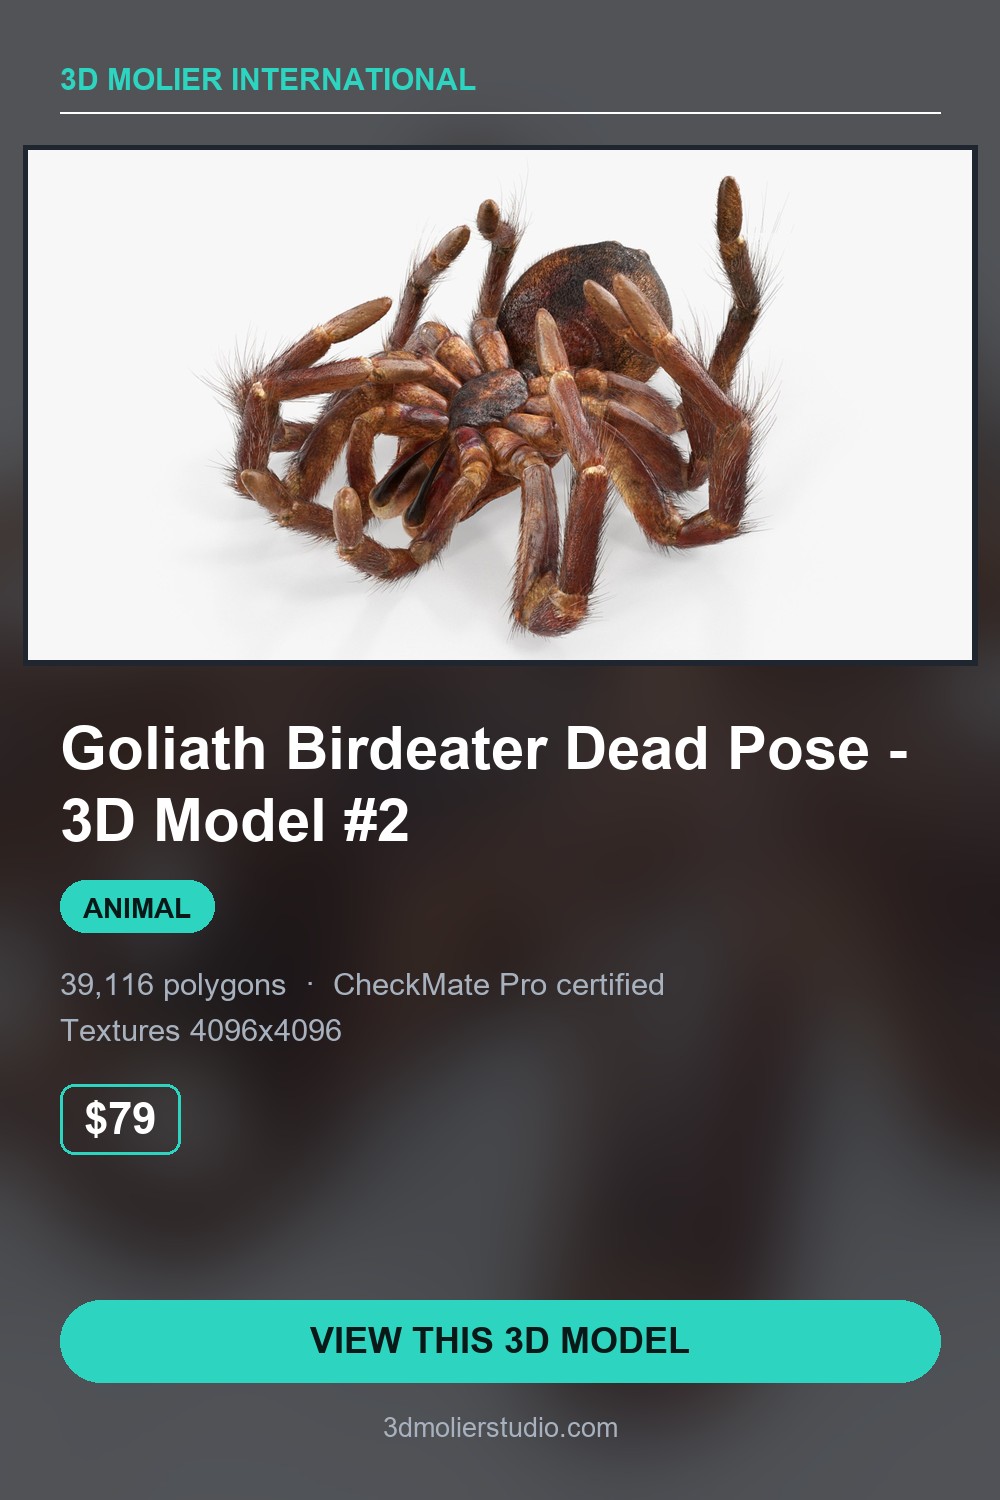 3D MOLIER INTERNATIONAL
Goliath Birdeater Dead Pose -
3D Model #2
ANIMAL
39,116 polygons · CheckMate Pro certified
Textures 4096x4096
$79
VIEW THIS 3D MODEL
3dmolierstudio.com